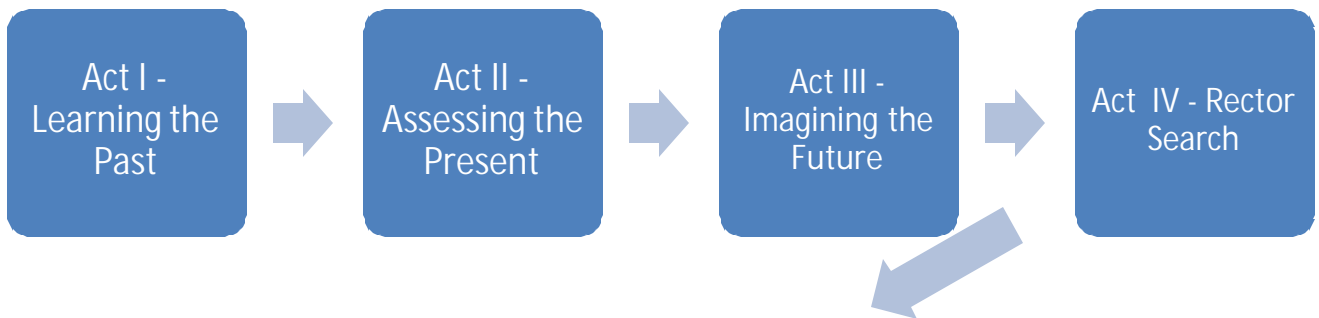 Act I -
Learning the
Past
Act II -
Assessing the
Present
Act III -
Imagining the
Future
Act  IV - Rector
Search